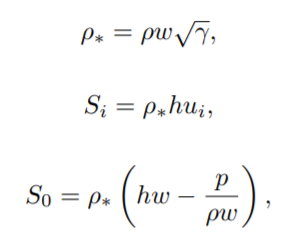 ρ∗ = ρw√γ,
Sᵢ = ρ∗huᵢ,
S₀ = ρ∗ (hw − p/(ρw)),